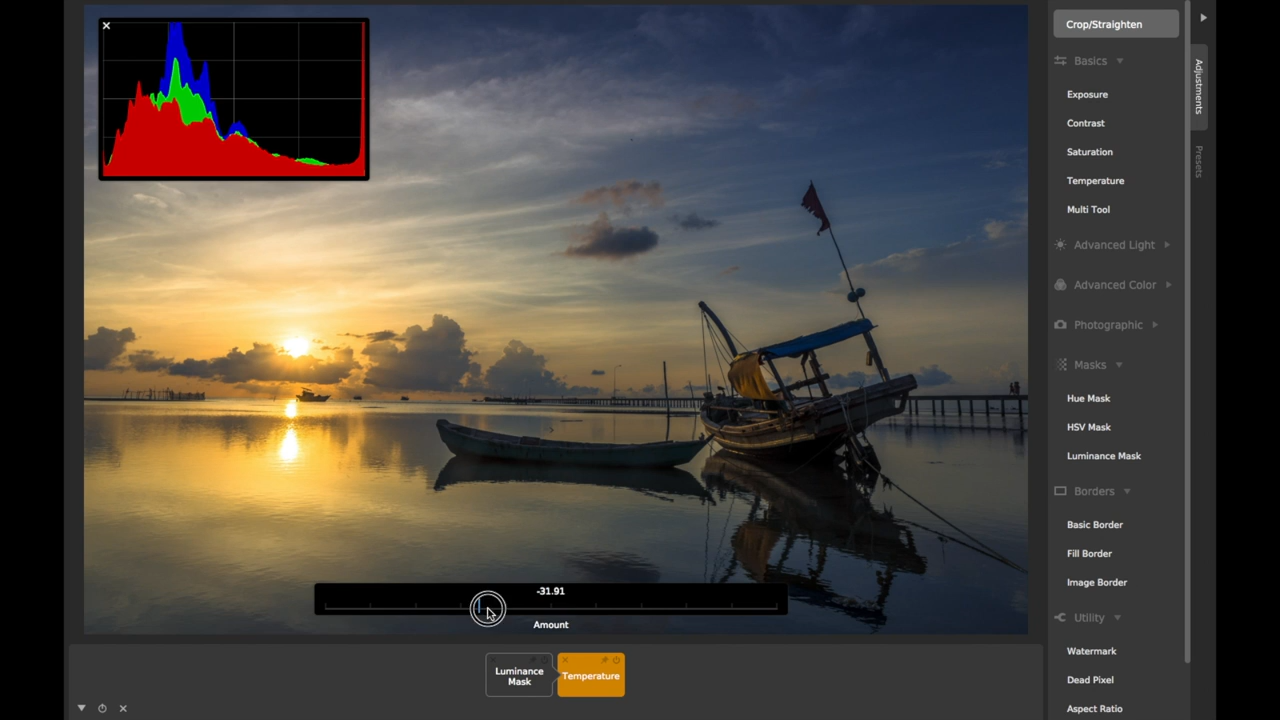 Crop/Straighten
Basics
Exposure
Contrast
Saturation
Temperature
Multi Tool
Advanced Light
Advanced Color
Photographic
Masks
Hue Mask
HSV Mask
Luminance Mask
Borders
Basic Border
Fill Border
Image Border
Utility
Watermark
Dead Pixel
Aspect Ratio
Adjustments
Presets
-31.91
Amount
Luminance
Mask
Temperature